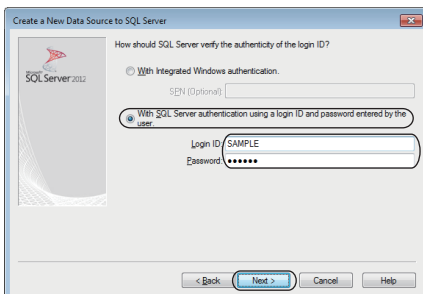 Create a New Data Source to SQL Server
How should SQL Server verify the authenticity of the login ID?
With Integrated Windows authentication.
SPN (Optional):
With SQL Server authentication using a login ID and password entered by the
user.
Login ID: SAMPLE
Password: ●●●●●●
Microsoft
SQL Server 2012
< Back Next > Cancel Help